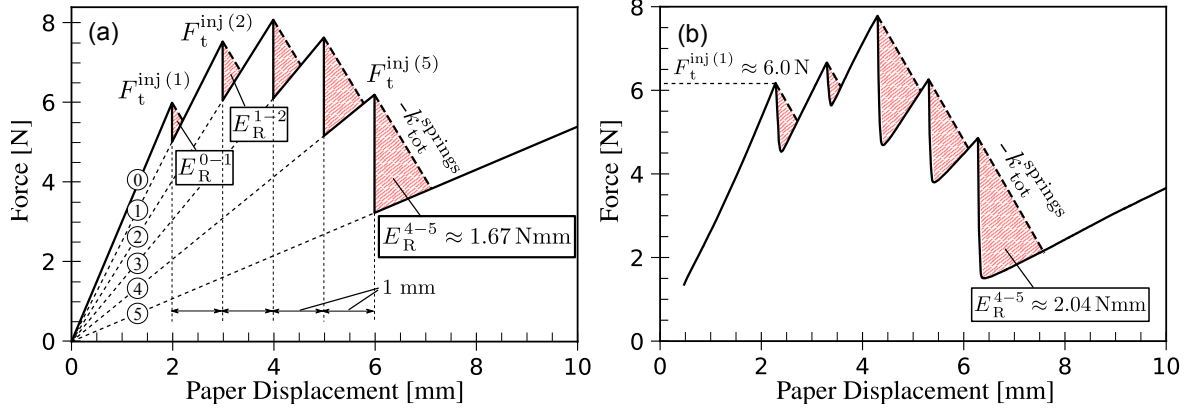 (a)
F_t^inj (1)
F_t^inj (2)
F_t^inj (5)
E_R^0-1
E_R^1-2
-k_tot^springs
E_R^4-5 ≈ 1.67 Nmm
0
1
2
3
4
5
1 mm
8
6
4
2
0
Force [N]
0 2 4 6 8 10
Paper Displacement [mm]
(b)
F_t^inj (1) ≈ 6.0 N
-k_tot^springs
E_R^4-5 ≈ 2.04 Nmm
8
6
4
2
0
Force [N]
0 2 4 6 8 10
Paper Displacement [mm]